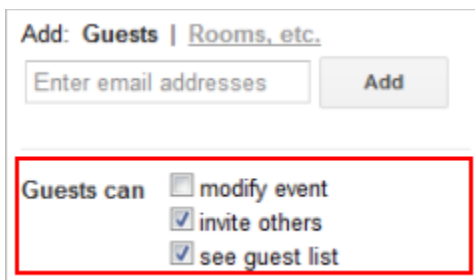 Add: Guests | Rooms, etc.
Enter email addresses Add
Guests can modify event
invite others
see guest list